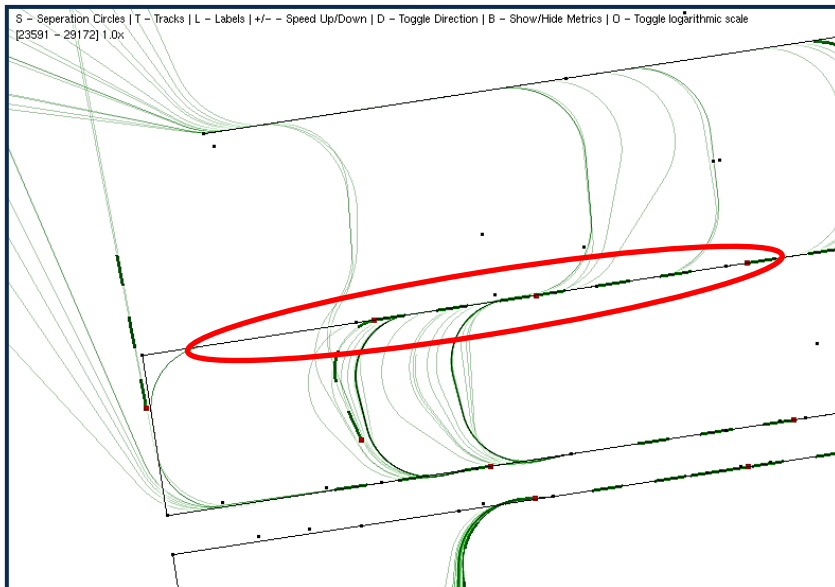 S - Seperation Circles | T - Tracks | L - Labels | +/- - Speed Up/Down | D - Toggle Direction | B - Show/Hide Metrics | O - Toggle logarithmic scale
[23591 - 29172] 1.0x